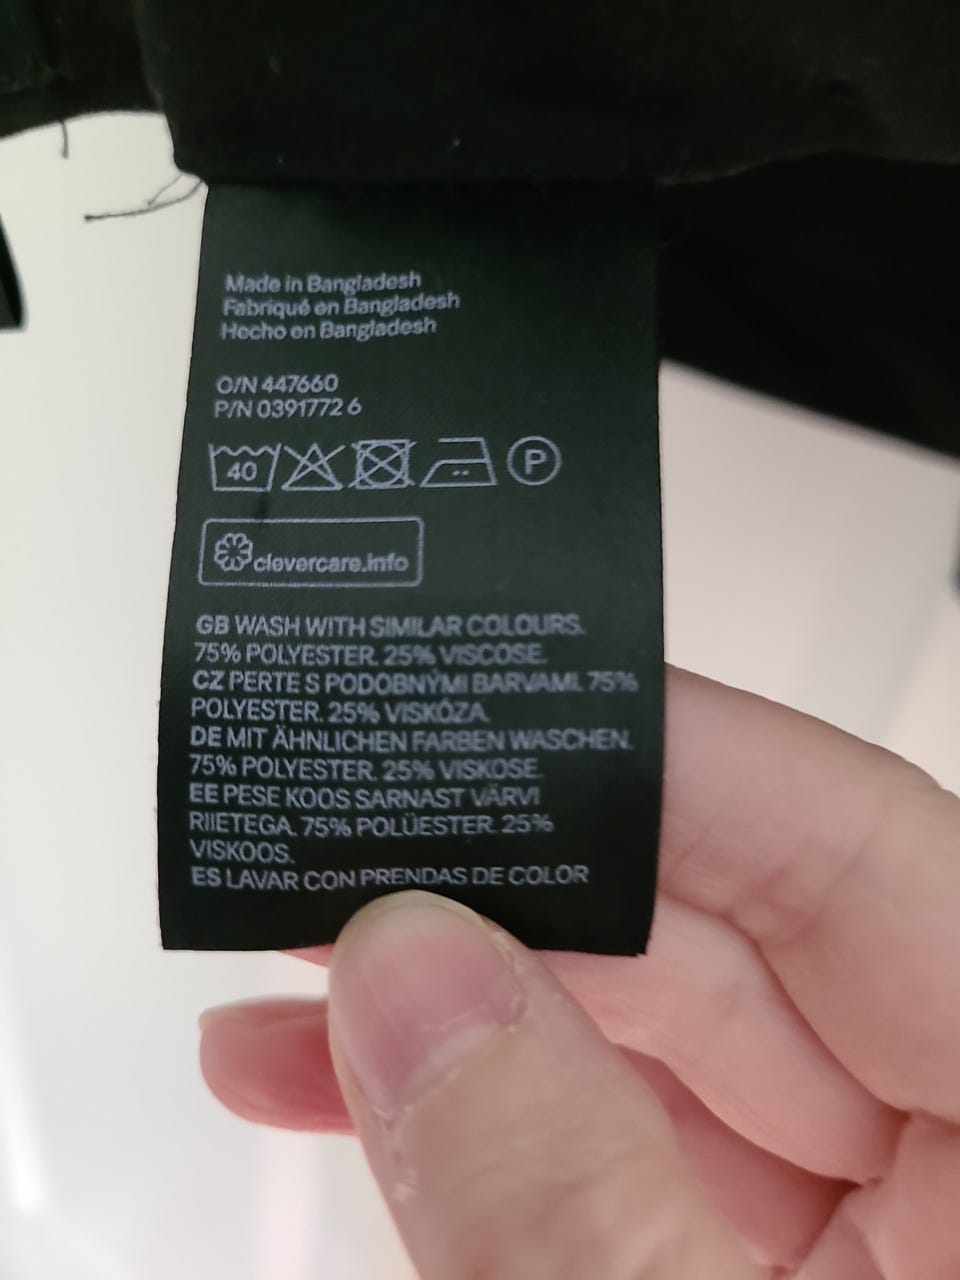 Made in Bangladesh
Fabriqué en Bangladesh
Hecho en Bangladesh
O/N 447660
P/N 0391772 6
40 P
clevercare.info
GB WASH WITH SIMILAR COLOURS.
75% POLYESTER. 25% VISCOSE.
CZ PERTE S PODOBNÝMI BARVAMI. 75%
POLYESTER. 25% VISKÓZA.
DE MIT ÄHNLICHEN FARBEN WASCHEN.
75% POLYESTER. 25% VISKOSE.
EE PESE KOOS SARNAST VÄRVI
RIIETEGA. 75% POLÜESTER. 25%
VISKOOS.
ES LAVAR CON PRENDAS DE COLOR